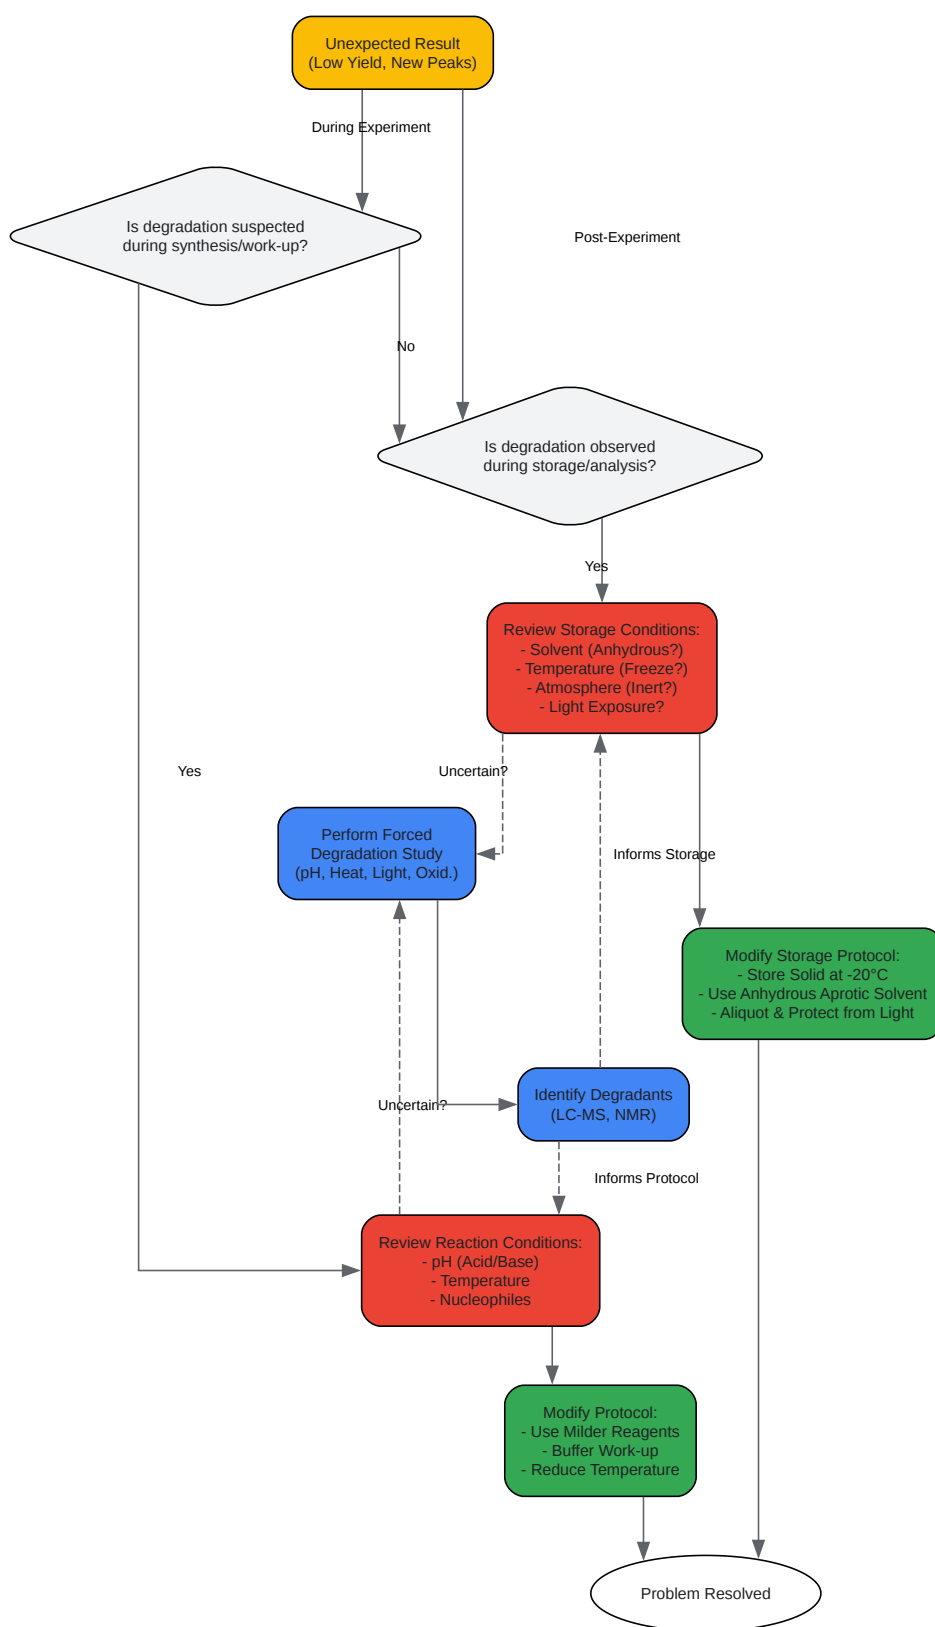 Unexpected Result
(Low Yield, New Peaks)
During Experiment
Is degradation suspected
during synthesis/work-up?
Post-Experiment
No
Is degradation observed
during storage/analysis?
Yes
Review Storage Conditions:
- Solvent (Anhydrous?)
- Temperature (Freeze?)
- Atmosphere (Inert?)
- Light Exposure?
Yes
Uncertain?
Perform Forced
Degradation Study
(pH, Heat, Light, Oxid.)
Informs Storage
Modify Storage Protocol:
- Store Solid at -20°C
- Use Anhydrous Aprotic Solvent
- Aliquot & Protect from Light
Uncertain?
Identify Degradants
(LC-MS, NMR)
Informs Protocol
Review Reaction Conditions:
- pH (Acid/Base)
- Temperature
- Nucleophiles
Modify Protocol:
- Use Milder Reagents
- Buffer Work-up
- Reduce Temperature
Problem Resolved